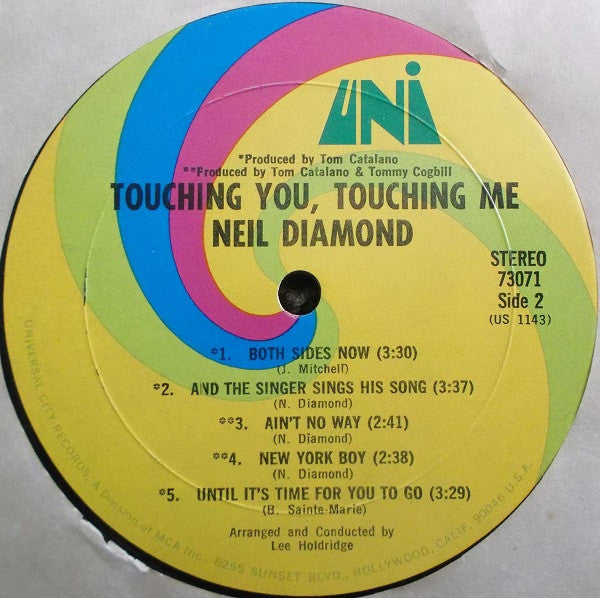 UNI
*Produced by Tom Catalano
**Produced by Tom Catalano & Tommy Cogbill
TOUCHING YOU, TOUCHING ME
NEIL DIAMOND
STEREO
73071
Side 2
(US 1143)
*1. BOTH SIDES NOW (3:30)
(J. Mitchell)
*2. AND THE SINGER SINGS HIS SONG (3:37)
(N. Diamond)
**3. AIN'T NO WAY (2:41)
(N. Diamond)
**4. NEW YORK BOY (2:38)
(N. Diamond)
*5. UNTIL IT'S TIME FOR YOU TO GO (3:29)
(B. Sainte-Marie)
Arranged and Conducted by
Lee Holdridge
UNIVERSAL CITY RECORDS, A Division of MCA Inc., 8255 SUNSET BLVD., HOLLYWOOD, CALIF. 90046 U.S.A.